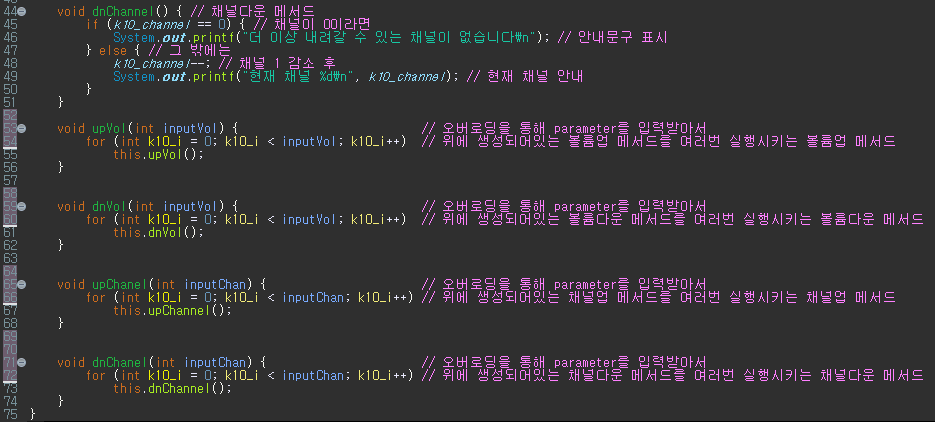 44 void dnChannel() { // 채널다운 메서드
45 if (k10_channel == 0) { // 채널이 0이라면
46 System.out.printf("더 이상 내려갈 수 있는 채널이 없습니다\n"); // 안내문구 표시
47 } else { // 그 밖에는
48 k10_channel--; // 채널 1 감소 후
49 System.out.printf("현재 채널 %d\n", k10_channel); // 현재 채널 안내
50 }
51 }
52
53 void upVol(int inputVol) { // 오버로딩을 통해 parameter를 입력받아서
54 for (int k10_i = 0; k10_i < inputVol; k10_i++) // 위에 생성되어있는 볼륨업 메서드를 여러번 실행시키는 볼륨업 메서드
55 this.upVol();
56 }
57
58
59 void dnVol(int inputVol) { // 오버로딩을 통해 parameter를 입력받아서
60 for (int k10_i = 0; k10_i < inputVol; k10_i++) // 위에 생성되어있는 볼륨다운 메서드를 여러번 실행시키는 볼륨다운 메서드
61 this.dnVol();
62 }
63
64
65 void upChanel(int inputChan) { // 오버로딩을 통해 parameter를 입력받아서
66 for (int k10_i = 0; k10_i < inputChan; k10_i++) // 위에 생성되어있는 채널업 메서드를 여러번 실행시키는 채널업 메서드
67 this.upChannel();
68 }
69
70
71 void dnChanel(int inputChan) { // 오버로딩을 통해 parameter를 입력받아서
72 for (int k10_i = 0; k10_i < inputChan; k10_i++) // 위에 생성되어있는 채널다운 메서드를 여러번 실행시키는 채널다운 메서드
73 this.dnChannel();
74 }
75 }